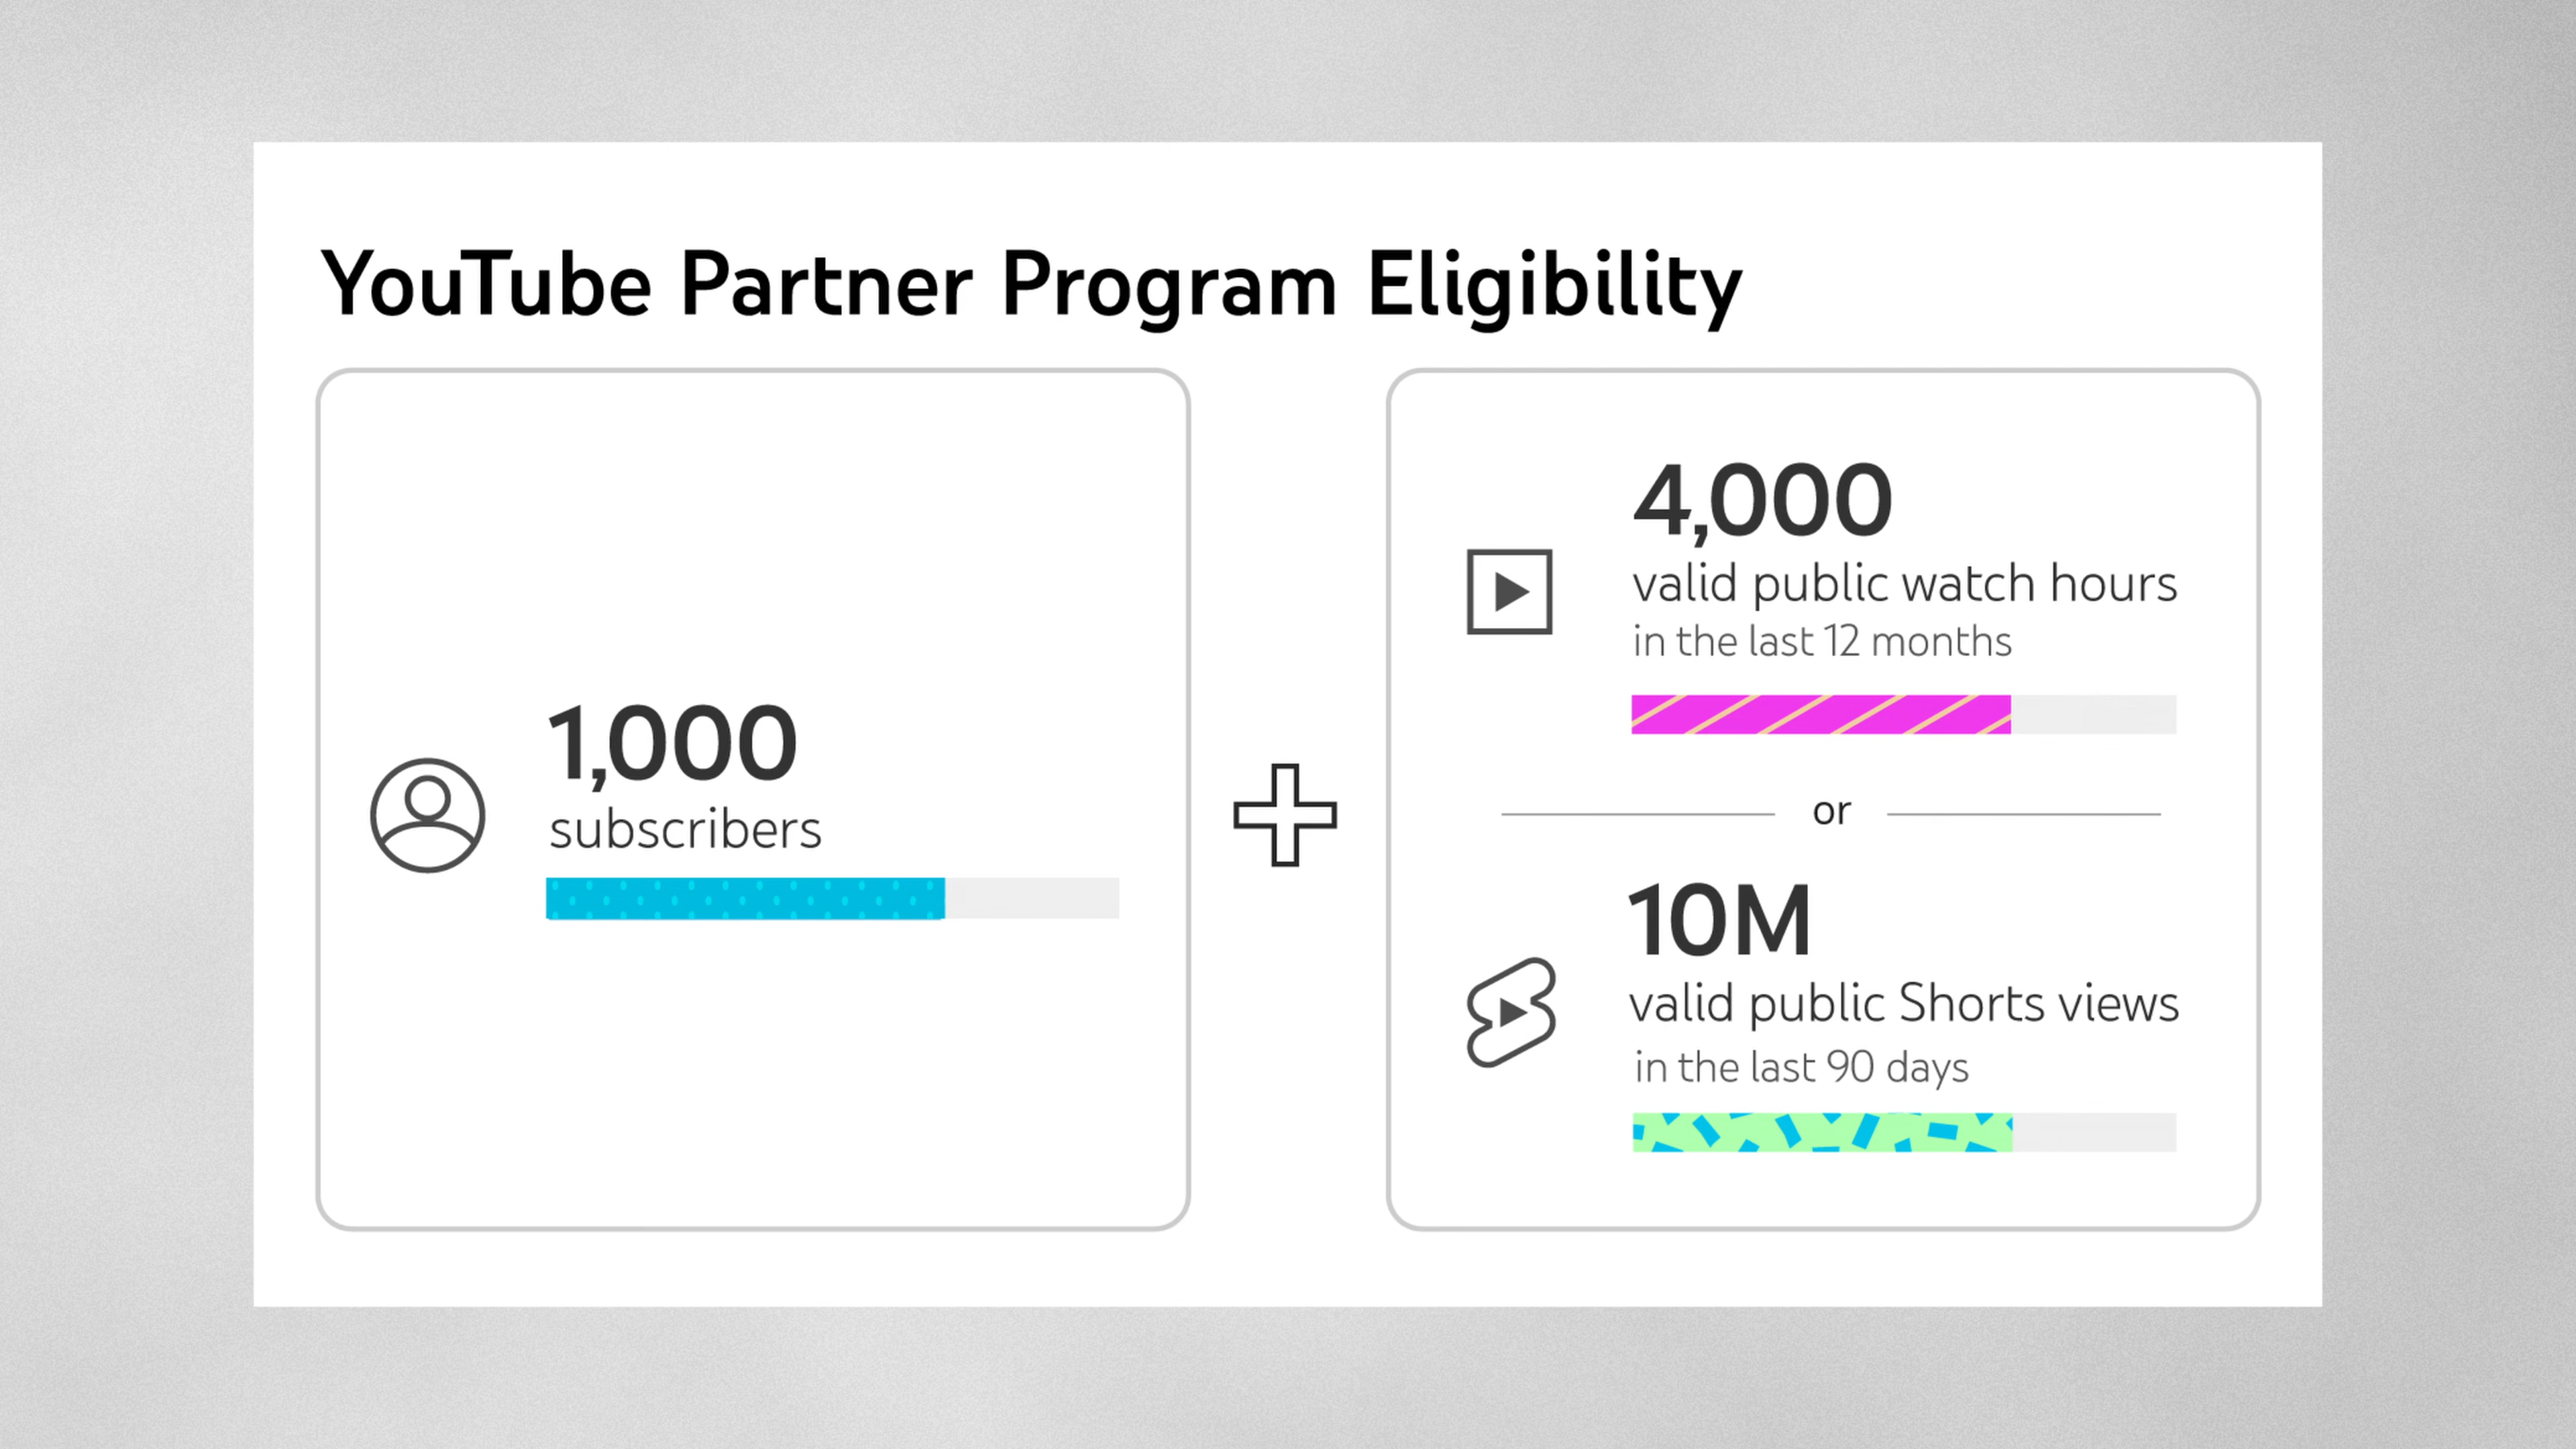 YouTube Partner Program Eligibility
1,000
subscribers
4,000
valid public watch hours
in the last 12 months
or
10M
valid public Shorts views
in the last 90 days